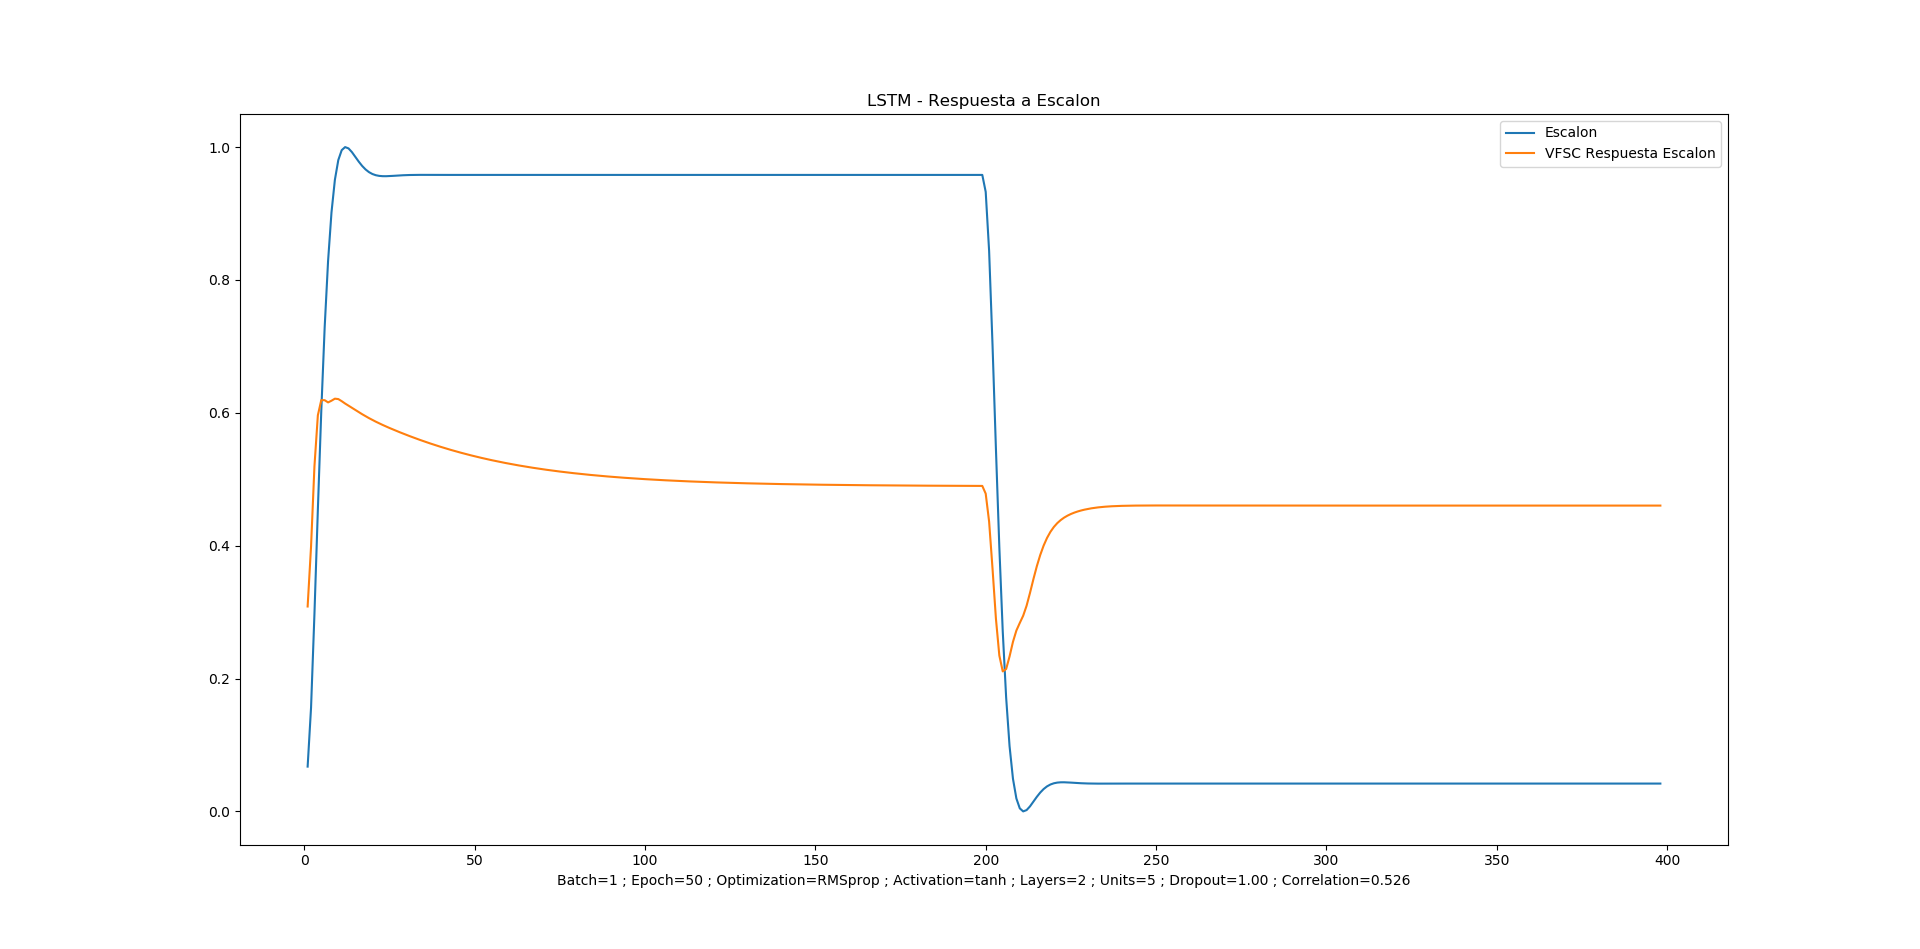 LSTM - Respuesta a Escalon
Escalon
VFSC Respuesta Escalon
1.0
0.8
0.6
0.4
0.2
0.0
0 50 100 150 200 250 300 350 400
Batch=1 ; Epoch=50 ; Optimization=RMSprop ; Activation=tanh ; Layers=2 ; Units=5 ; Dropout=1.00 ; Correlation=0.526